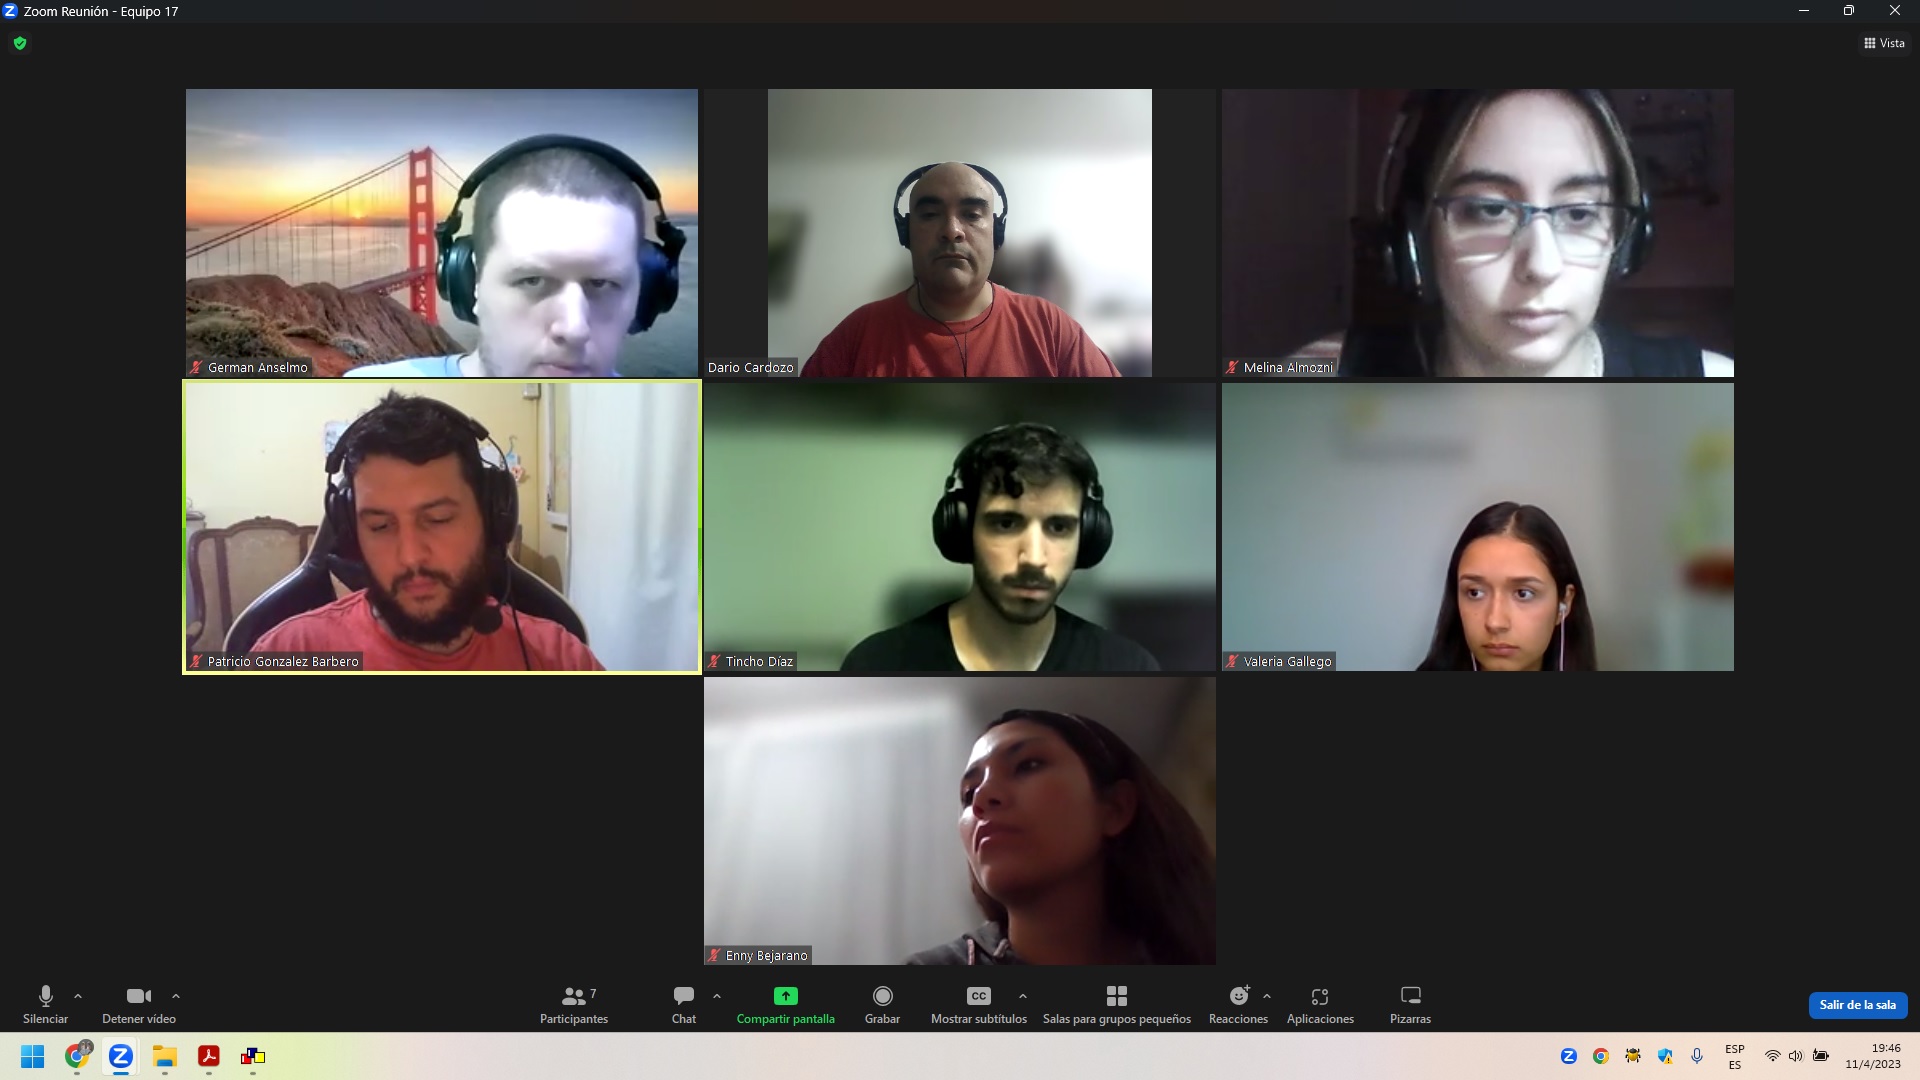 Zoom Reunión - Equipo 17
Vista
German Anselmo
Dario Cardozo
Melina Almozni
Patricio Gonzalez Barbero
Tincho Díaz
Valeria Gallego
Enny Bejarano
Silenciar
Detener vídeo
Participantes
7
Chat
Compartir pantalla
Grabar
CC
Mostrar subtítulos
Salas para grupos pequeños
Reacciones
Aplicaciones
Pizarras
Salir de la sala
ESP
ES
19:46
11/4/2023